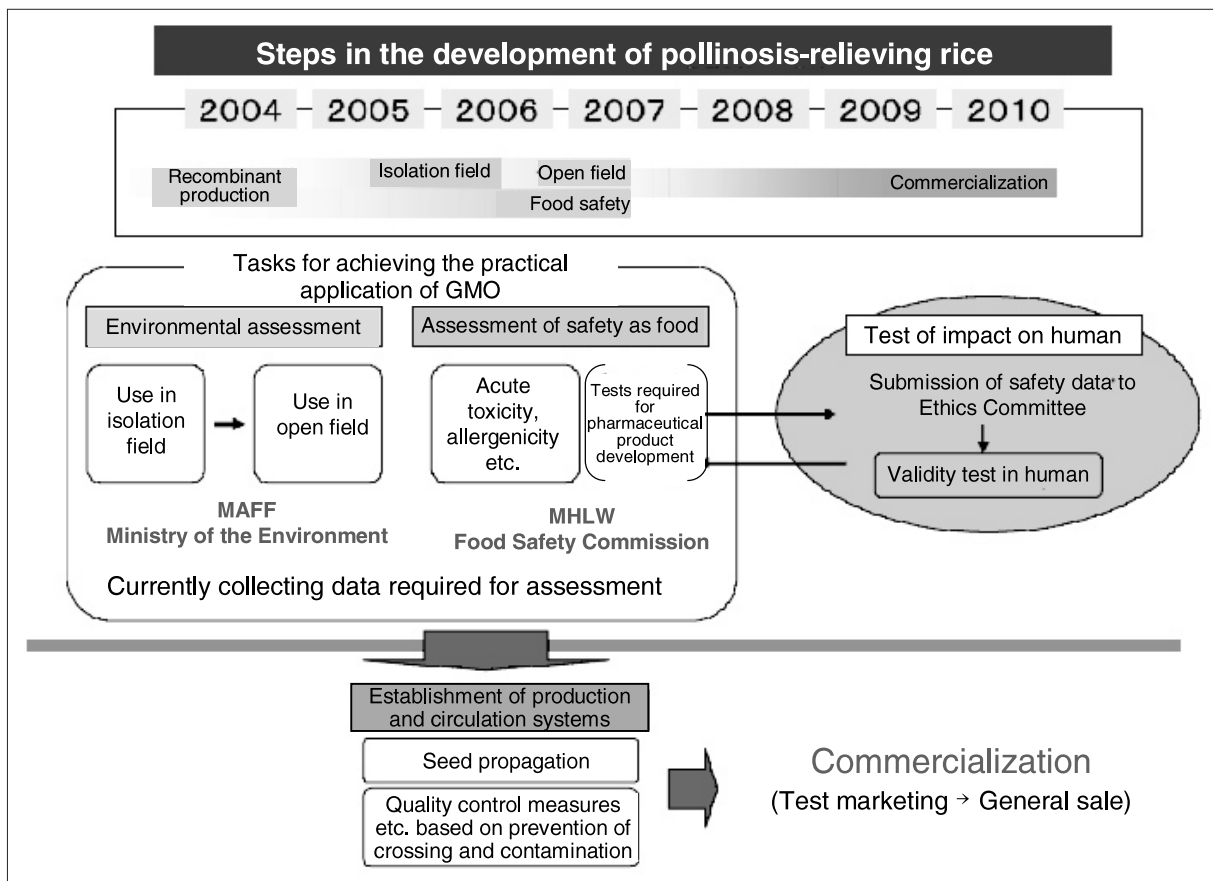 Steps in the development of pollinosis-relieving rice
2004 2005 2006 2007 2008 2009 2010
Recombinant
production
Isolation field
Open field
Food safety
Commercialization
Tasks for achieving the practical
application of GMO
Environmental assessment
Use in
isolation
field
Use in
open field
MAFF
Ministry of the Environment
Assessment of safety as food
Acute
toxicity,
allergenicity
etc.
Tests required
for
pharmaceutical
product
development
MHLW
Food Safety Commission
Currently collecting data required for assessment
Test of impact on human
Submission of safety data to
Ethics Committee
Validity test in human
Establishment of production
and circulation systems
Seed propagation
Quality control measures
etc. based on prevention of
crossing and contamination
Commercialization
(Test marketing → General sale)